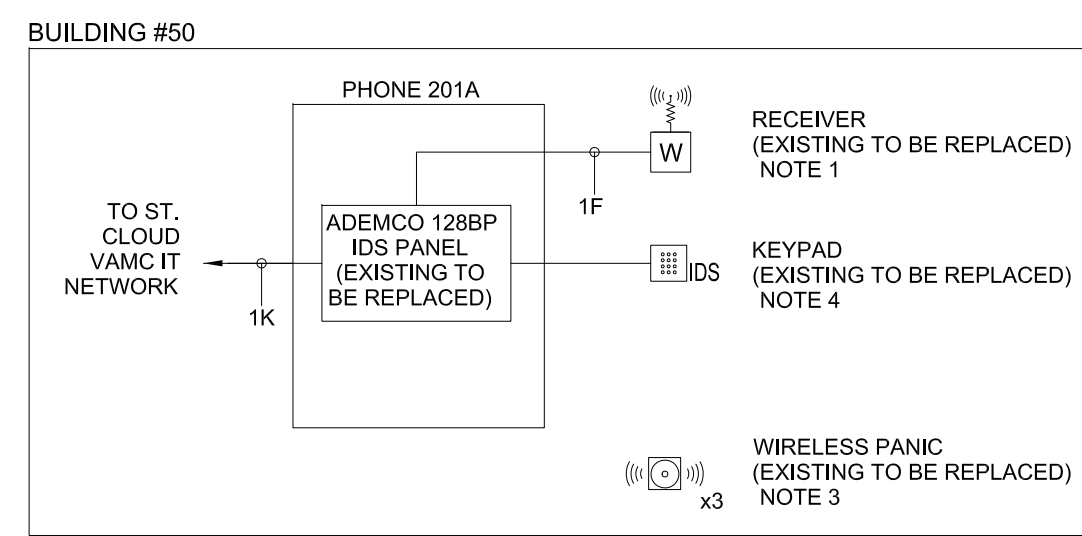 BUILDING #50
PHONE 201A
RECEIVER
(EXISTING TO BE REPLACED)
NOTE 1
W
1F
TO ST.
CLOUD
VAMC IT
NETWORK
1K
ADEMCO 128BP
IDS PANEL
(EXISTING TO
BE REPLACED)
IDS
KEYPAD
(EXISTING TO BE REPLACED)
NOTE 4
x3
WIRELESS PANIC
(EXISTING TO BE REPLACED)
NOTE 3